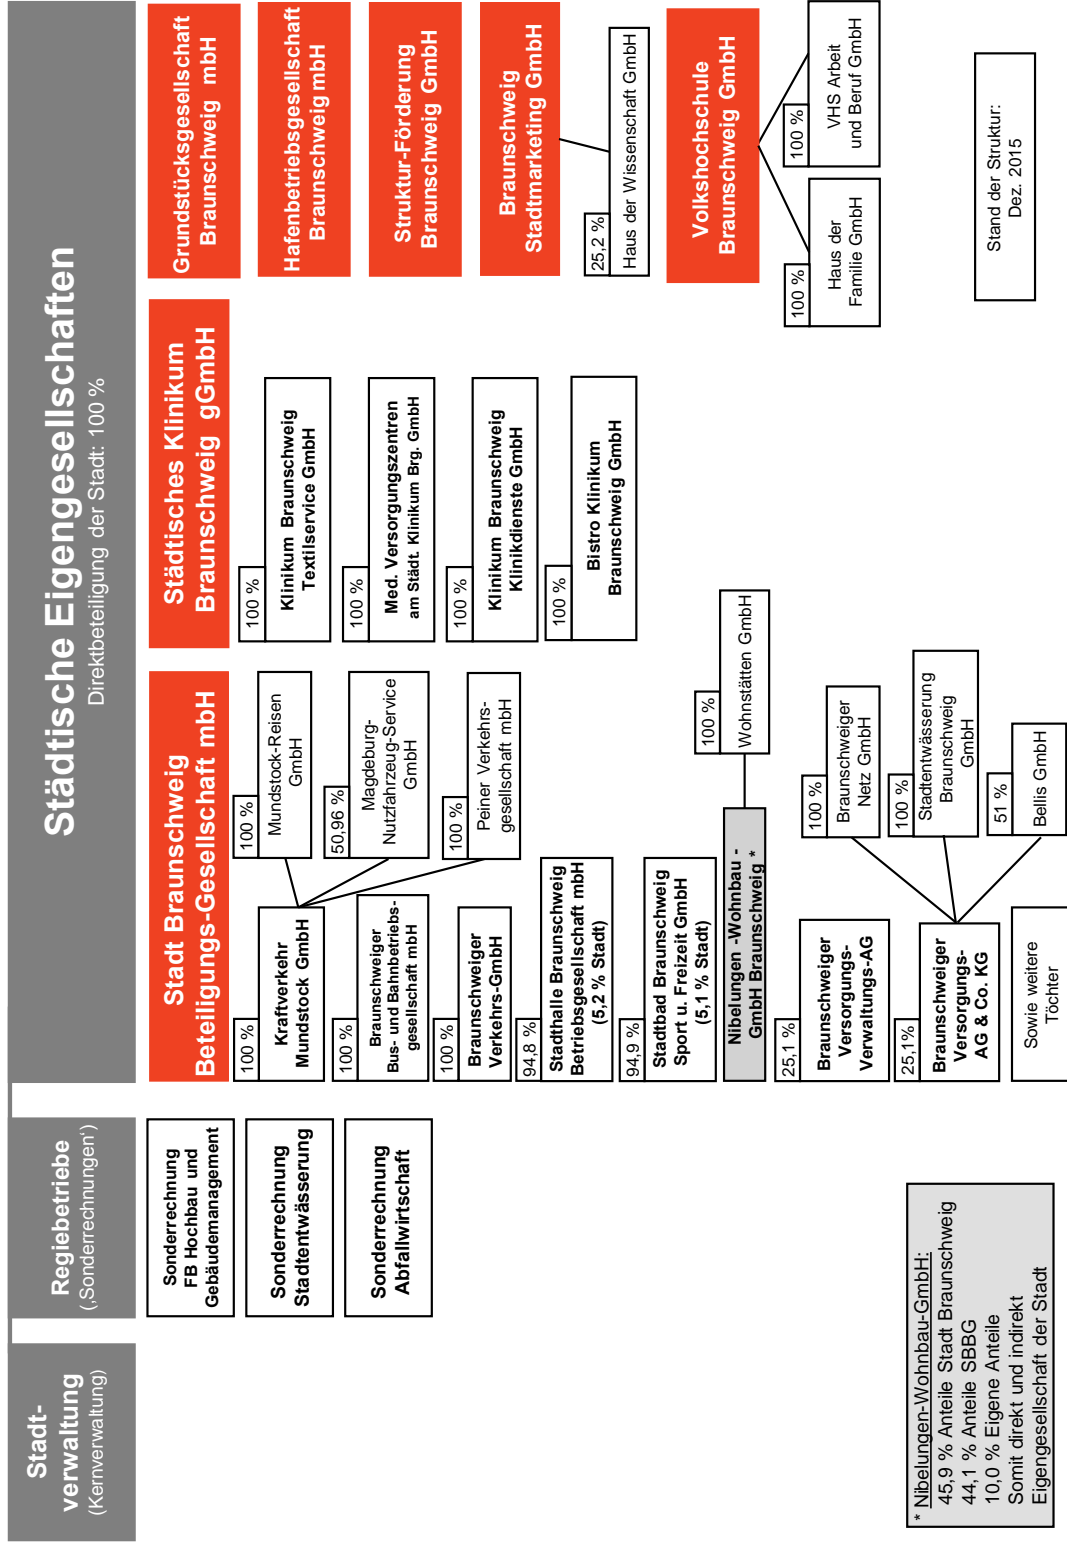 Stadt-
verwaltung
(Kernverwaltung)
Regiebetriebe
(‚Sonderrechnungen‘)
Städtische Eigengesellschaften
Direktbeteiligung der Stadt: 100 %
Sonderrechnung
FB Hochbau und
Gebäudemanagement
Sonderrechnung
Stadtentwässerung
Sonderrechnung
Abfallwirtschaft
Stadt Braunschweig
Beteiligungs-Gesellschaft mbH
100 %
Kraftverkehr
Mundstock GmbH
100 %
Mundstock-Reisen
GmbH
50,96 %
Magdeburg-
Nutzfahrzeug-Service
GmbH
100 %
Peiner Verkehrs-
gesellschaft mbH
100 %
Braunschweiger
Bus- und Bahnbetriebs-
gesellschaft mbH
100 %
Braunschweiger
Verkehrs-GmbH
94,8 %
Stadthalle Braunschweig
Betriebsgesellschaft mbH
(5,2 % Stadt)
94,9 %
Stadtbad Braunschweig
Sport u. Freizeit GmbH
(5,1 % Stadt)
Nibelungen -Wohnbau -
GmbH Braunschweig *
100 %
Wohnstätten GmbH
25,1 %
Braunschweiger
Versorgungs-
Verwaltungs-AG
25,1%
Braunschweiger
Versorgungs-
AG & Co. KG
100 %
Braunschweiger
Netz GmbH
100 %
Stadtentwässerung
Braunschweig
GmbH
51 %
Bellis GmbH
Sowie weitere
Töchter
Städtisches Klinikum
Braunschweig gGmbH
100 %
Klinikum Braunschweig
Textilservice GmbH
100 %
Med. Versorgungszentren
am Städt. Klinikum Brg. GmbH
100 %
Klinikum Braunschweig
Klinikdienste GmbH
100 %
Bistro Klinikum
Braunschweig GmbH
Grundstücksgesellschaft
Braunschweig mbH
Hafenbetriebsgesellschaft
Braunschweig mbH
Struktur-Förderung
Braunschweig GmbH
Braunschweig
Stadtmarketing GmbH
25,2 %
Haus der Wissenschaft GmbH
Volkshochschule
Braunschweig GmbH
100 %
Haus der
Familie GmbH
100 %
VHS Arbeit
und Beruf GmbH
* Nibelungen-Wohnbau-GmbH:
45,9 % Anteile Stadt Braunschweig
44,1 % Anteile SBBG
10,0 % Eigene Anteile
Somit direkt und indirekt
Eigengesellschaft der Stadt
Stand der Struktur:
Dez. 2015